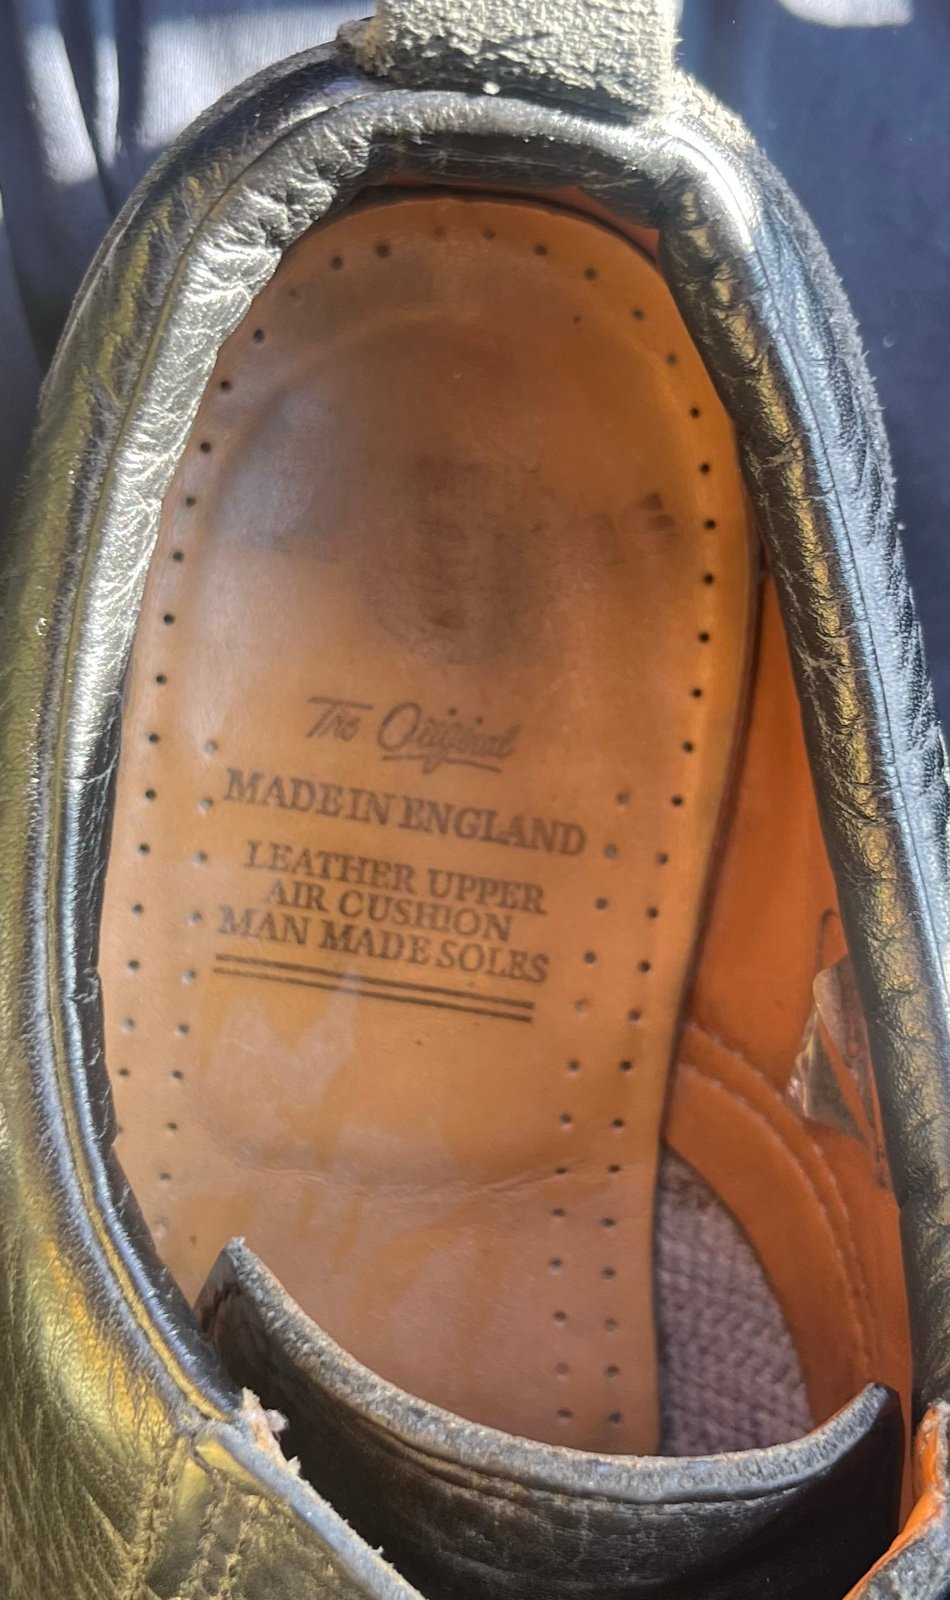 The Original
MADE IN ENGLAND
LEATHER UPPER
AIR CUSHION
MAN MADE SOLES